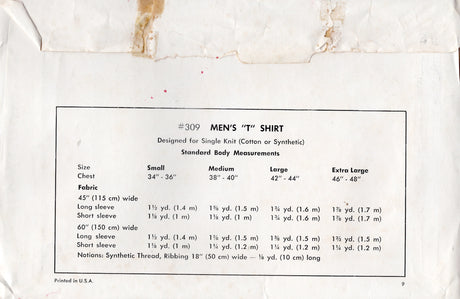 #309 MEN'S "T" SHIRT
Designed for Single Knit (Cotton or Synthetic)
Standard Body Measurements
Size Small Medium Large Extra Large
Chest 34" - 36" 38" - 40" 42" - 44" 46" - 48"
Fabric
45" (115 cm) wide
Long sleeve 1½ yd. (1.4 m) 1⅝ yd. (1.5 m) 1¾ yd. (1.6 m) 1⅞ yd. (1.7 m)
Short sleeve 1⅛ yd. (1 m) 1⅛ yd. (1 m) 1¾ yd. (1.6 m) 1⅞ yd. (1.7 m)
60" (150 cm) wide
Long sleeve 1½ yd. (1.4 m) 1⅝ yd. (1.5 m) 1⅝ yd. (1.5 m) 1¾ yd. (1.5 m)
Short sleeve 1⅛ yd. (1 m) 1¼ yd. (1.1 m) 1¼ yd. (1.2 m) 1¼ yd. (1.2 m)
Notions: Synthetic Thread, Ribbing 18" (50 cm) wide — ⅛ yd. (10 cm) long
Printed in U.S.A. 9